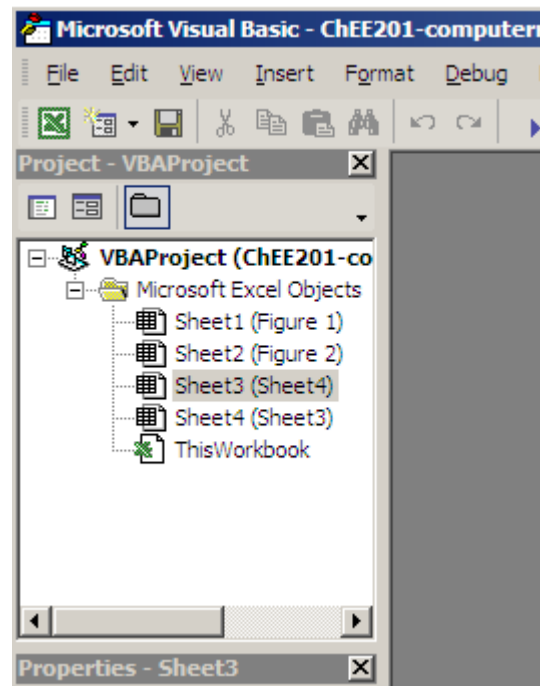 Microsoft Visual Basic - ChEE201-computer
File Edit View Insert Format Debug
Project - VBAProject
VBAProject (ChEE201-co
Microsoft Excel Objects
Sheet1 (Figure 1)
Sheet2 (Figure 2)
Sheet3 (Sheet4)
Sheet4 (Sheet3)
ThisWorkbook
Properties - Sheet3